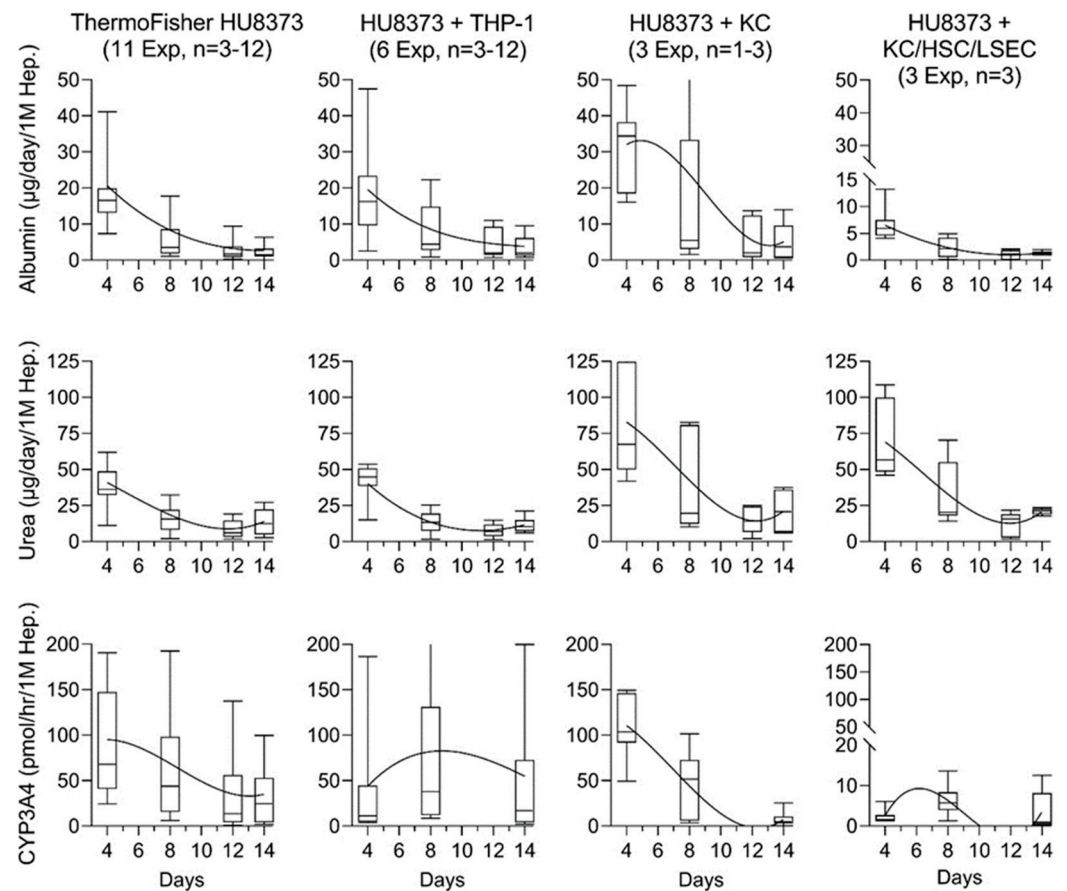 ThermoFisher HU8373
(11 Exp, n=3-12)
HU8373 + THP-1
(6 Exp, n=3-12)
HU8373 + KC
(3 Exp, n=1-3)
HU8373 +
KC/HSC/LSEC
(3 Exp, n=3)
Albumin (µg/day/1M Hep.)
50
40
30
20
10
0
4 6 8 10 12 14
50
40
30
20
10
0
4 6 8 10 12 14
50
40
30
20
10
0
4 6 8 10 12 14
50
40
30
15
10
5
0
4 6 8 10 12 14
Urea (µg/day/1M Hep.)
125
100
75
50
25
0
4 6 8 10 12 14
125
100
75
50
25
0
4 6 8 10 12 14
125
100
75
50
25
0
4 6 8 10 12 14
125
100
75
50
25
0
4 6 8 10 12 14
CYP3A4 (pmol/hr/1M Hep.)
200
150
100
50
0
4 6 8 10 12 14
Days
200
150
100
50
0
4 6 8 10 12 14
Days
200
150
100
50
0
4 6 8 10 12 14
Days
200
150
100
50
20
10
0
4 6 8 10 12 14
Days